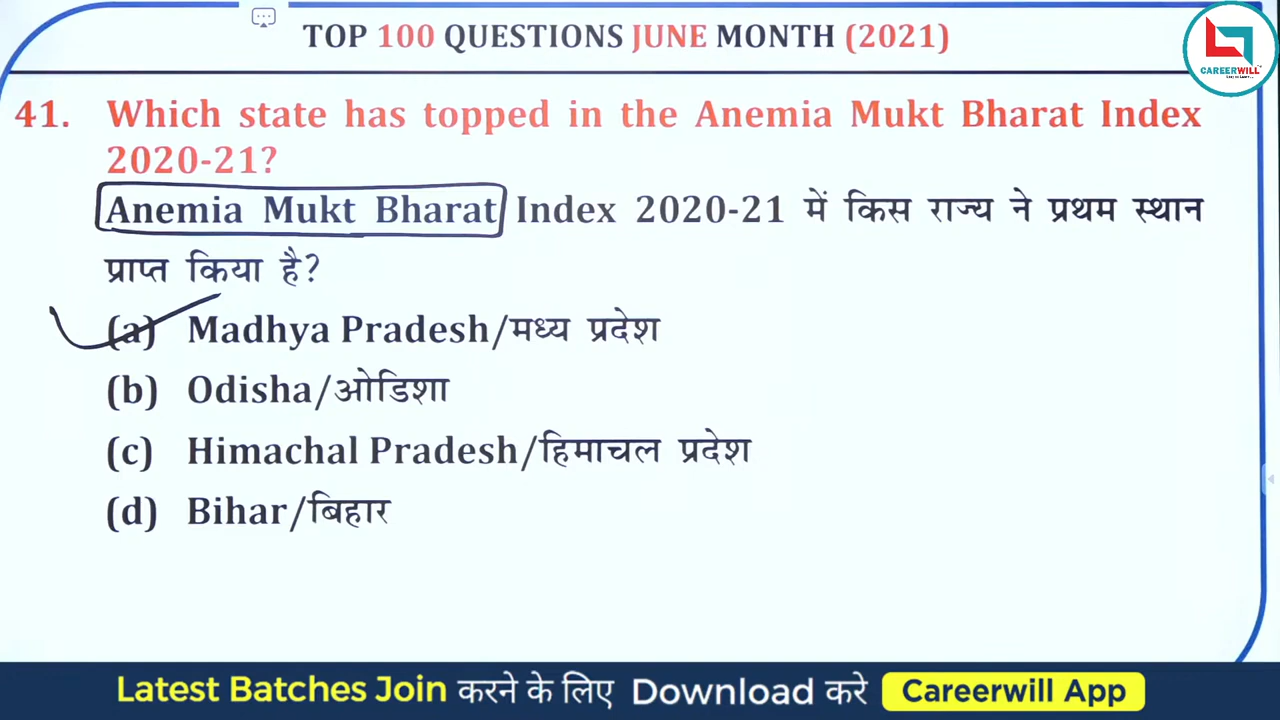 TOP 100 QUESTIONS JUNE MONTH (2021)
CAREERWILL
41. Which state has topped in the Anemia Mukt Bharat Index
2020-21?
Anemia Mukt Bharat Index 2020-21 में किस राज्य ने प्रथम स्थान
प्राप्त किया है?
(a) Madhya Pradesh/मध्य प्रदेश
(b) Odisha/ओडिशा
(c) Himachal Pradesh/हिमाचल प्रदेश
(d) Bihar/बिहार
Latest Batches Join करने के लिए Download करे Careerwill App